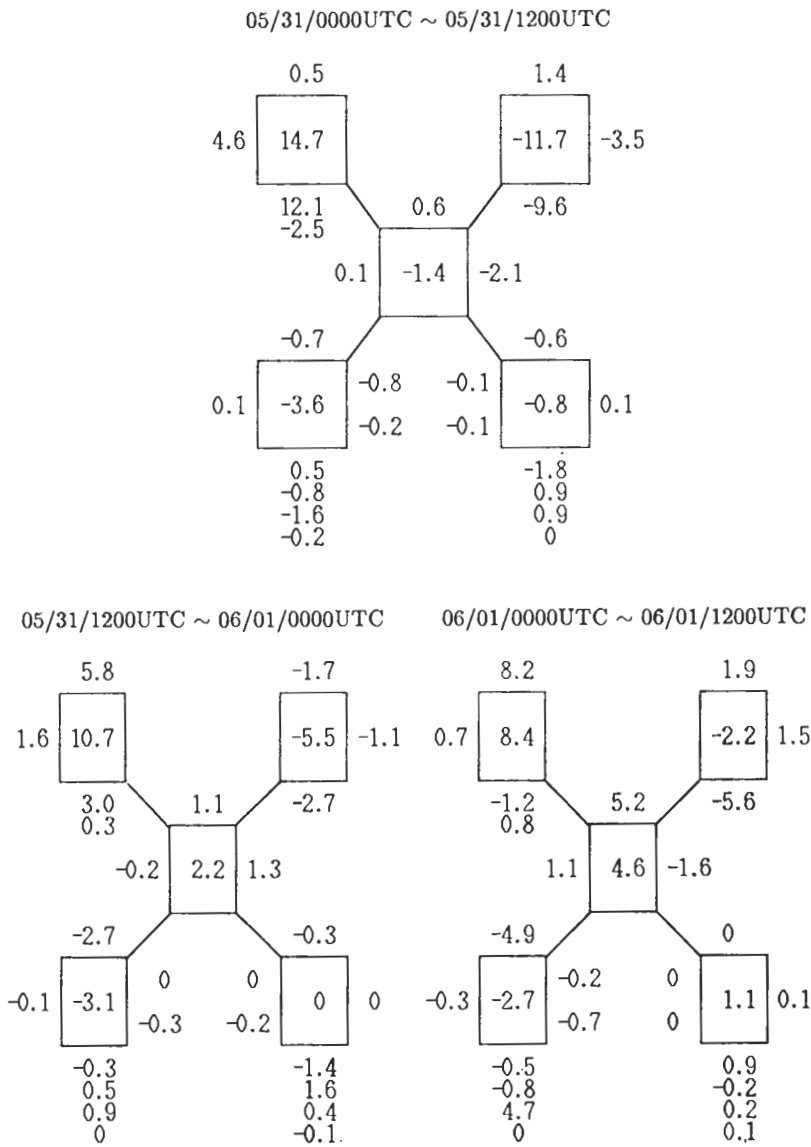 05/31/0000UTC ~ 05/31/1200UTC
0.5 1.4
4.6 14.7 -11.7 -3.5
12.1 0.6 -9.6
-2.5
0.1 -1.4 -2.1
-0.7 -0.6
-0.8 -0.1
0.1 -3.6 -0.8 0.1
-0.2 -0.1
0.5 -1.8
-0.8 0.9
-1.6 0.9
-0.2 0
05/31/1200UTC ~ 06/01/0000UTC
5.8 -1.7
1.6 10.7 -5.5 -1.1
3.0 1.1 -2.7
0.3
-0.2 2.2 1.3
-2.7 -0.3
0 0
-0.1 -3.1 0 0
-0.3 -0.2
-0.3 -1.4
0.5 1.6
0.9 0.4
0 -0.1
06/01/0000UTC ~ 06/01/1200UTC
8.2 1.9
0.7 8.4 -2.2 1.5
-1.2 5.2 -5.6
0.8
1.1 4.6 -1.6
-4.9 0
-0.2 0
-0.3 -2.7 1.1 0.1
-0.7 0
-0.5 0.9
-0.8 -0.2
4.7 0.2
0 0.1